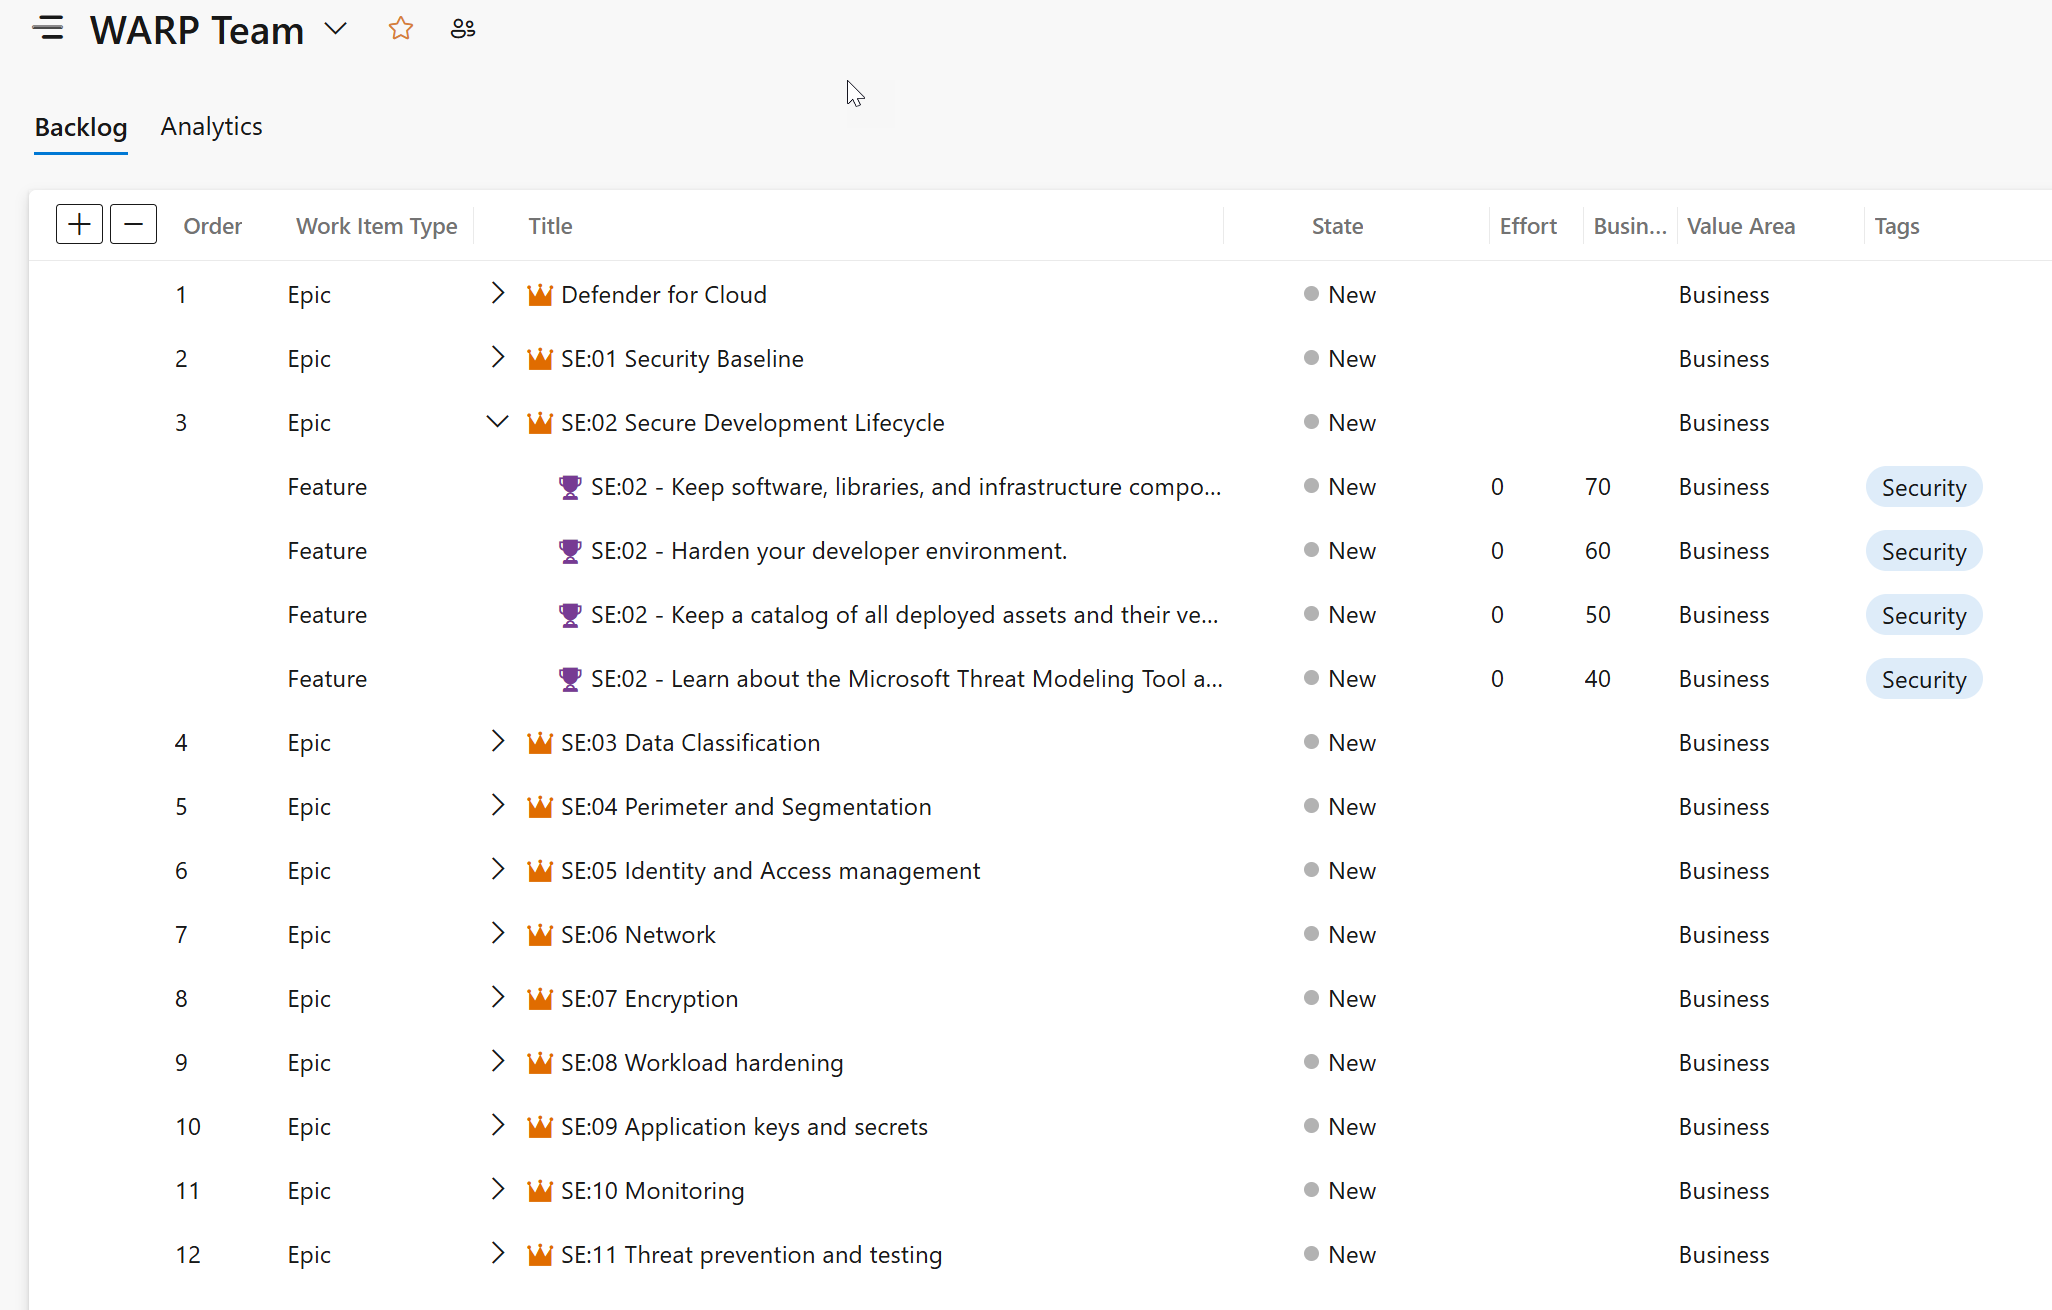 WARP Team
Backlog Analytics
Order Work Item Type Title State Effort Busin... Value Area Tags
1 Epic Defender for Cloud New Business
2 Epic SE:01 Security Baseline New Business
3 Epic SE:02 Secure Development Lifecycle New Business
Feature SE:02 - Keep software, libraries, and infrastructure compo... New 0 70 Business Security
Feature SE:02 - Harden your developer environment. New 0 60 Business Security
Feature SE:02 - Keep a catalog of all deployed assets and their ve... New 0 50 Business Security
Feature SE:02 - Learn about the Microsoft Threat Modeling Tool a... New 0 40 Business Security
4 Epic SE:03 Data Classification New Business
5 Epic SE:04 Perimeter and Segmentation New Business
6 Epic SE:05 Identity and Access management New Business
7 Epic SE:06 Network New Business
8 Epic SE:07 Encryption New Business
9 Epic SE:08 Workload hardening New Business
10 Epic SE:09 Application keys and secrets New Business
11 Epic SE:10 Monitoring New Business
12 Epic SE:11 Threat prevention and testing New Business